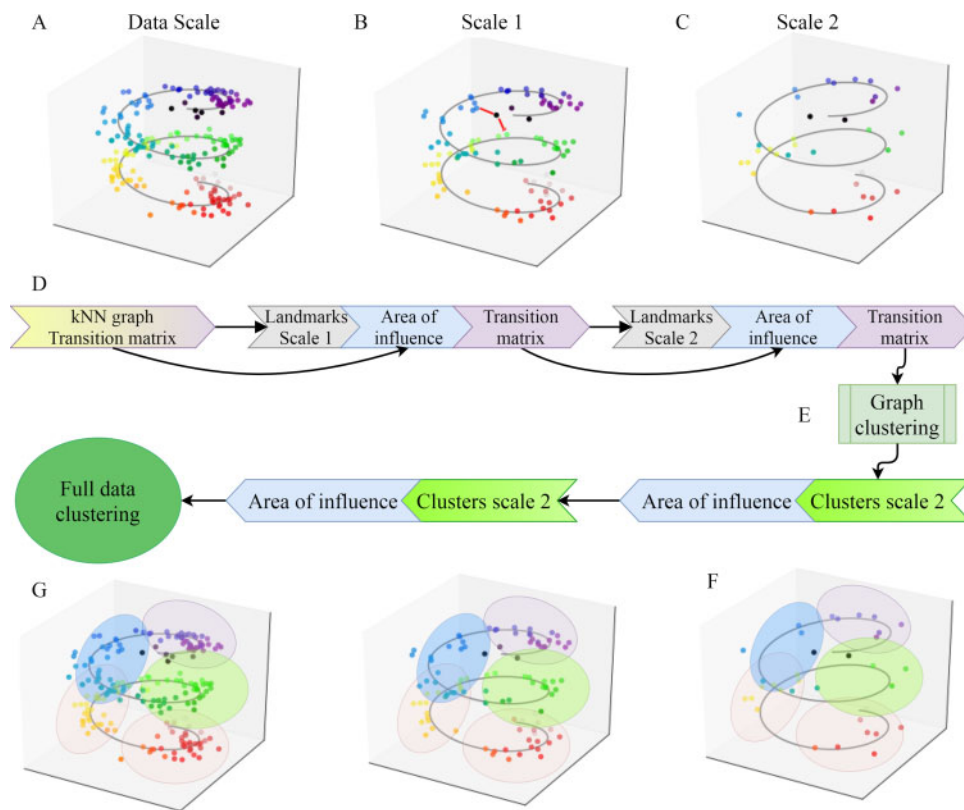 A Data Scale
B Scale 1
C Scale 2
D
kNN graph
Transition matrix
Landmarks
Scale 1
Area of
influence
Transition
matrix
Landmarks
Scale 2
Area of
influence
Transition
matrix
E
Graph
clustering
Full data
clustering
Area of influence
Clusters scale 2
Area of influence
Clusters scale 2
G
F